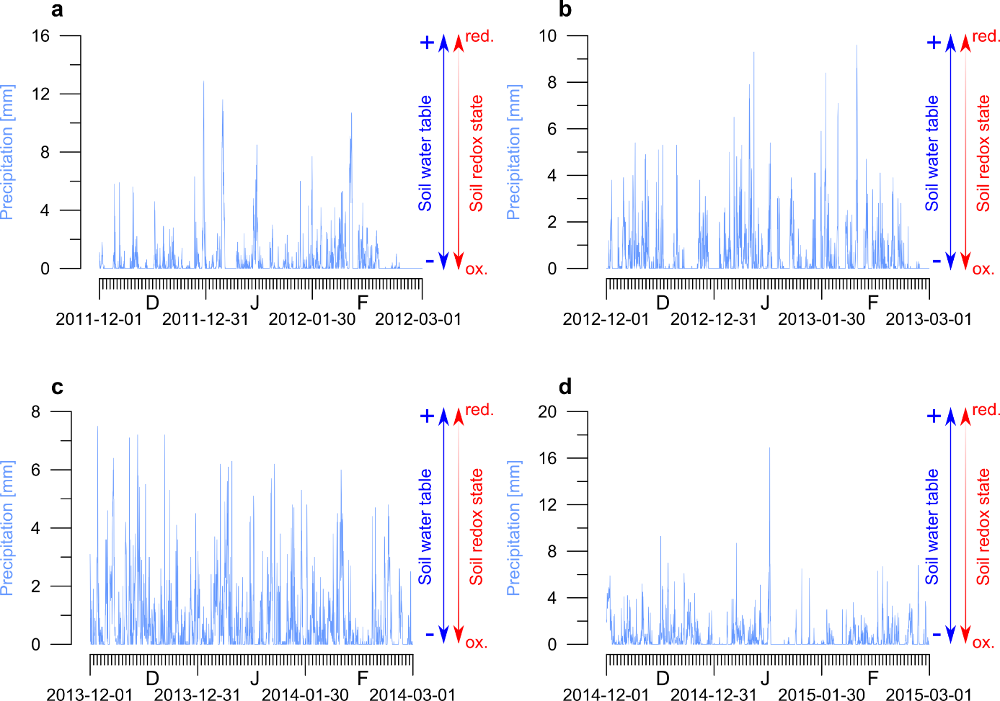 a
16
12
8
4
0
Precipitation [mm]
+
-
Soil water table
Soil redox state
red.
ox.
D J F
2011-12-01 2011-12-31 2012-01-30 2012-03-01
b
10
8
6
4
2
0
Precipitation [mm]
+
-
Soil water table
Soil redox state
red.
ox.
D J F
2012-12-01 2012-12-31 2013-01-30 2013-03-01
c
8
6
4
2
0
Precipitation [mm]
+
-
Soil water table
Soil redox state
red.
ox.
D J F
2013-12-01 2013-12-31 2014-01-30 2014-03-01
d
20
16
12
8
4
0
Precipitation [mm]
+
-
Soil water table
Soil redox state
red.
ox.
D J F
2014-12-01 2014-12-31 2015-01-30 2015-03-01